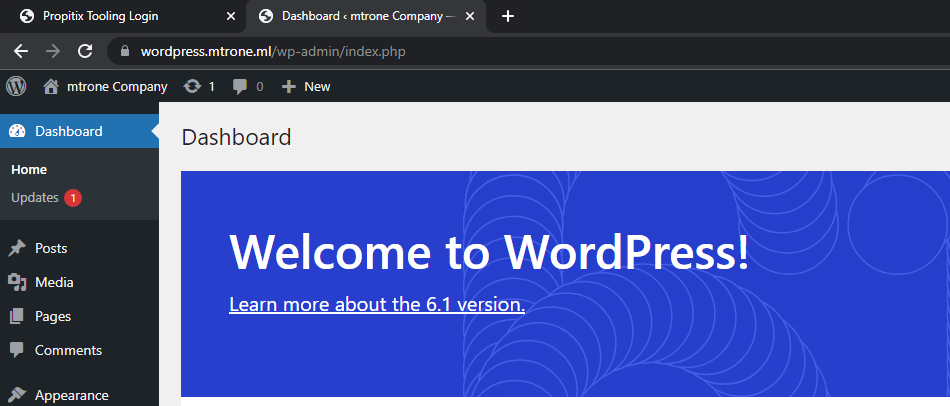 Propitix Tooling Login
Dashboard ‹ mtrone Company —
wordpress.mtrone.ml/wp-admin/index.php
mtrone Company 1 0 New
Dashboard
Home
Updates 1
Posts
Media
Pages
Comments
Appearance
Dashboard
Welcome to WordPress!
Learn more about the 6.1 version.